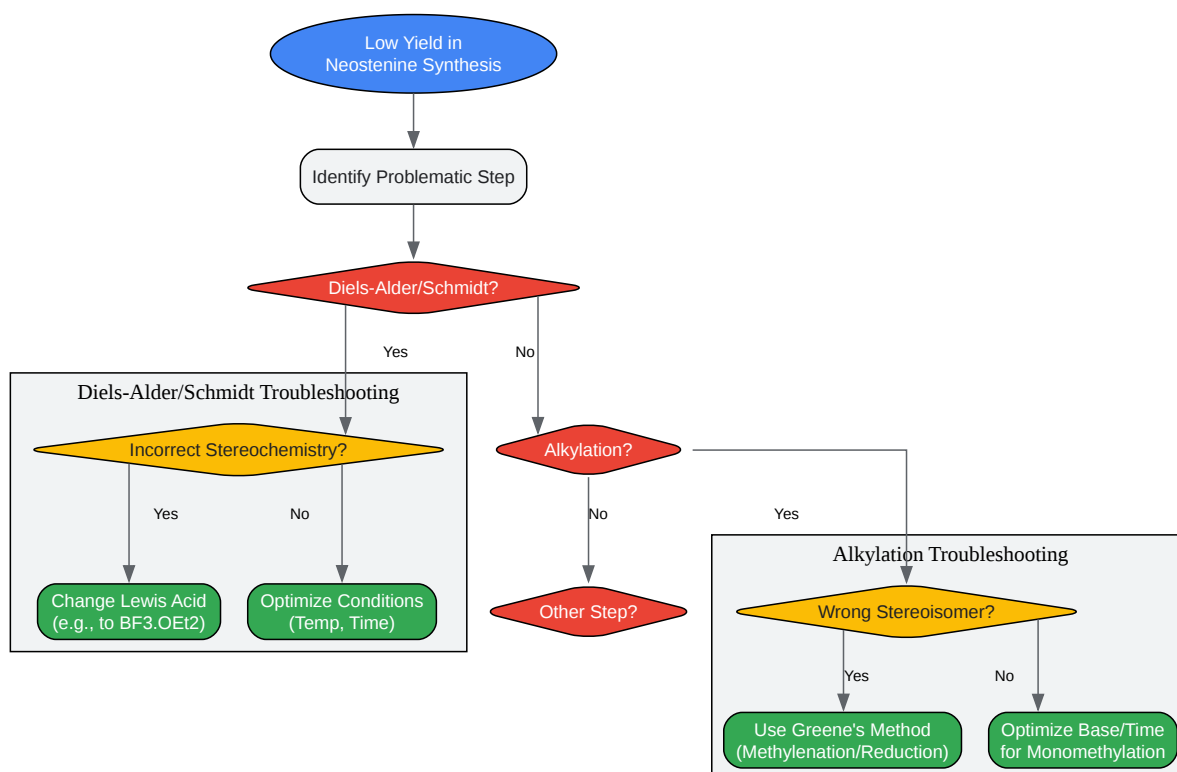 Low Yield in
Neostenine Synthesis
Identify Problematic Step
Diels-Alder/Schmidt?
Yes
No
Diels-Alder/Schmidt Troubleshooting
Incorrect Stereochemistry?
Alkylation?
Yes
No
No
Yes
Alkylation Troubleshooting
Change Lewis Acid
(e.g., to BF3.OEt2)
Optimize Conditions
(Temp, Time)
Other Step?
Wrong Stereoisomer?
Yes
No
Use Greene's Method
(Methylenation/Reduction)
Optimize Base/Time
for Monomethylation